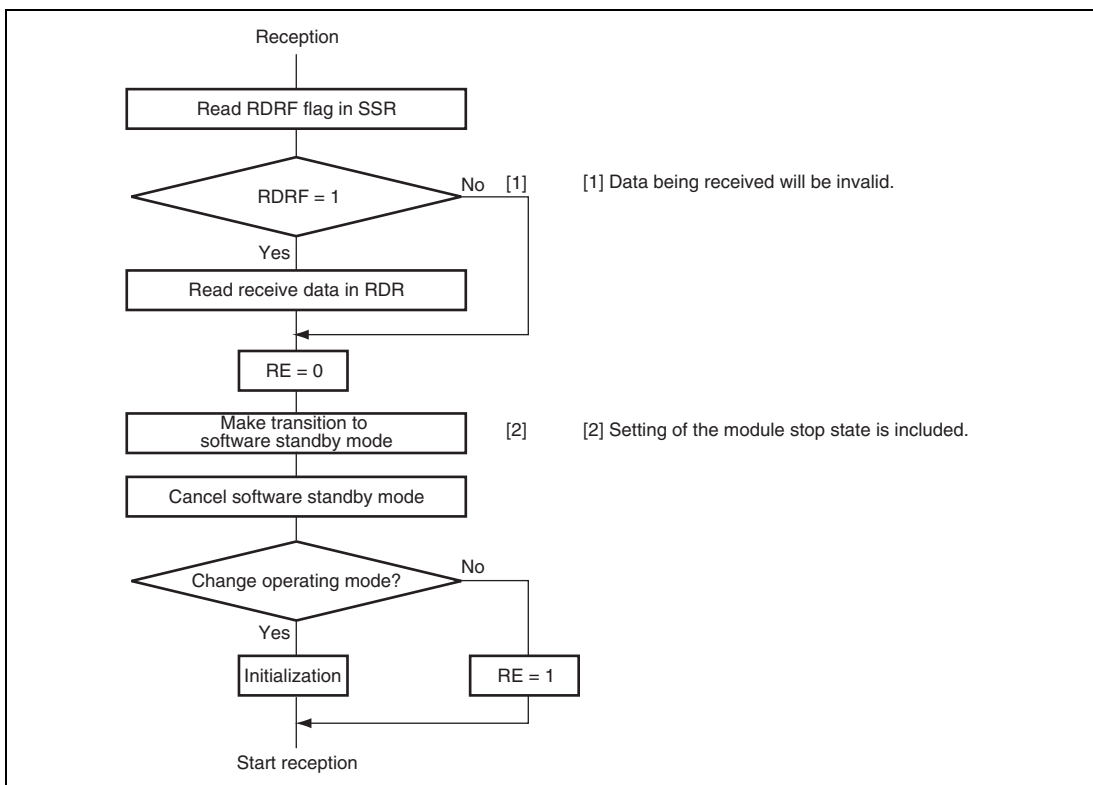 Reception
Read RDRF flag in SSR
No [1] [1] Data being received will be invalid.
RDRF = 1
Yes
Read receive data in RDR
RE = 0
Make transition to
software standby mode
[2] [2] Setting of the module stop state is included.
Cancel software standby mode
No
Change operating mode?
Yes
Initialization
RE = 1
Start reception